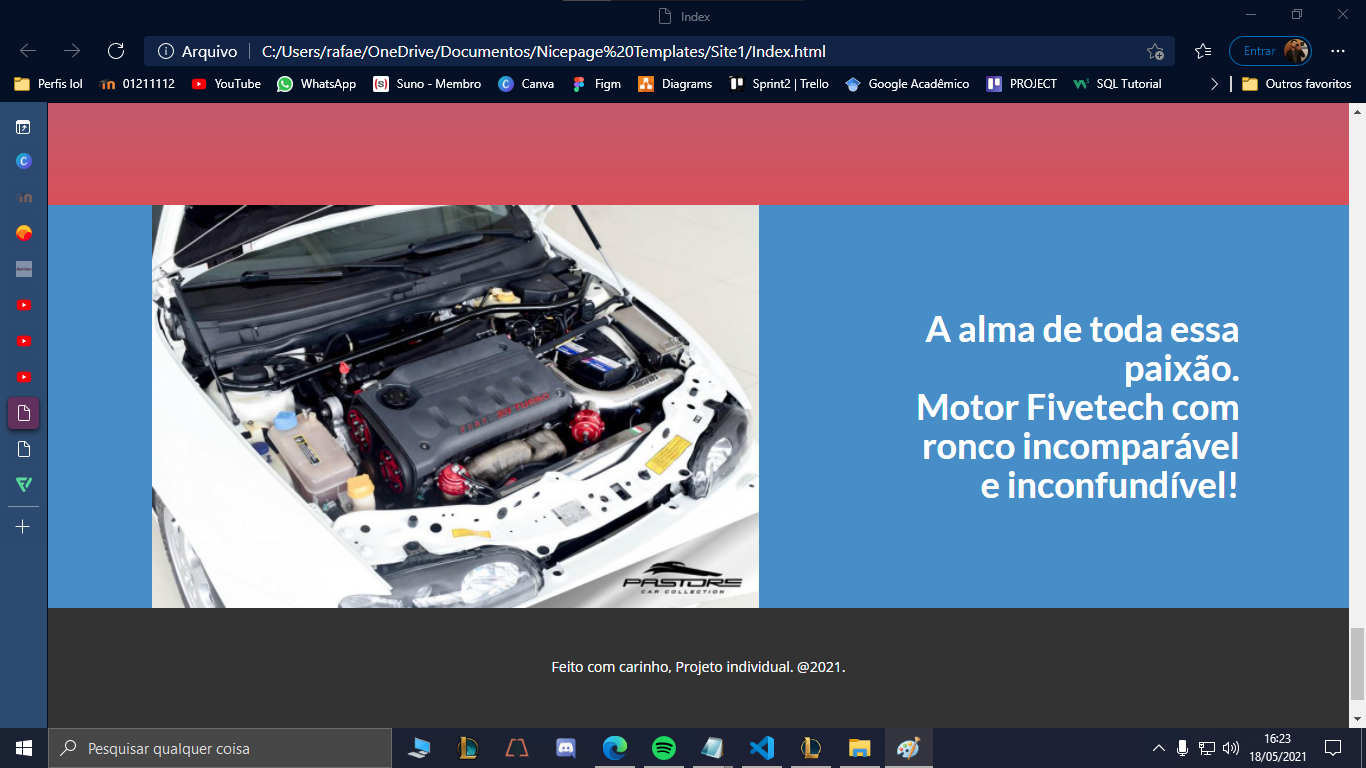 Index
Arquivo
C:/Users/rafae/OneDrive/Documentos/Nicepage%20Templates/Site1/Index.html
Entrar
Perfis lol
01211112
YouTube
WhatsApp
Suno - Membro
Canva
Figm
Diagrams
Sprint2 | Trello
Google Acadêmico
PROJECT
SQL Tutorial
Outros favoritos
A alma de toda essa
paixão.
Motor Fivetech com
ronco incomparável
e inconfundível!
PASTORE
CAR COLLECTION
Feito com carinho, Projeto individual. @2021.
Pesquisar qualquer coisa
16:23
18/05/2021